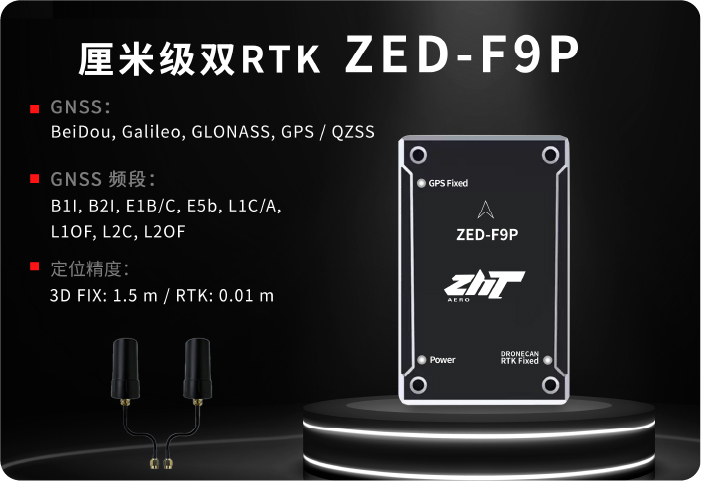 厘米级双RTK ZED-F9P
GNSS：
BeiDou, Galileo, GLONASS, GPS / QZSS
GNSS 频段：
B1I, B2I, E1B/C, E5b, L1C/A,
L1OF, L2C, L2OF
定位精度：
3D FIX: 1.5 m / RTK: 0.01 m
GPS Fixed
ZED-F9P
zhT
AERO
Power
DRONECAN
RTK Fixed